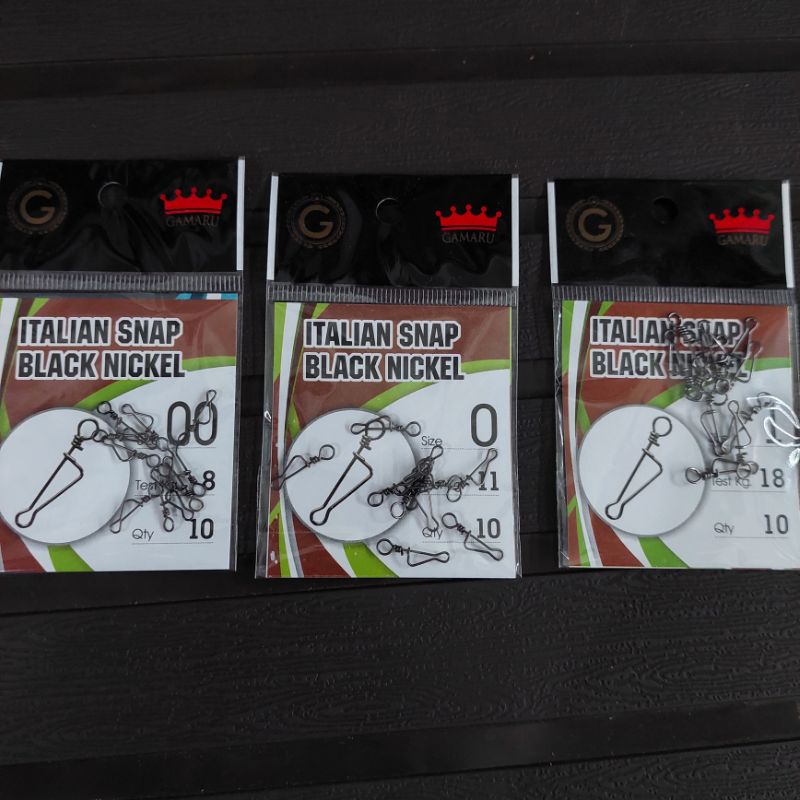 G
GAMARU
ITALIAN SNAP
BLACK NICKEL
00
8
Qty 10
G
GAMARU
ITALIAN SNAP
BLACK NICKEL
Size 0
11
Qty 10
G
GAMARU
ITALIAN SNAP
BLACK NICKEL
Test Kg. 18
Qty 10